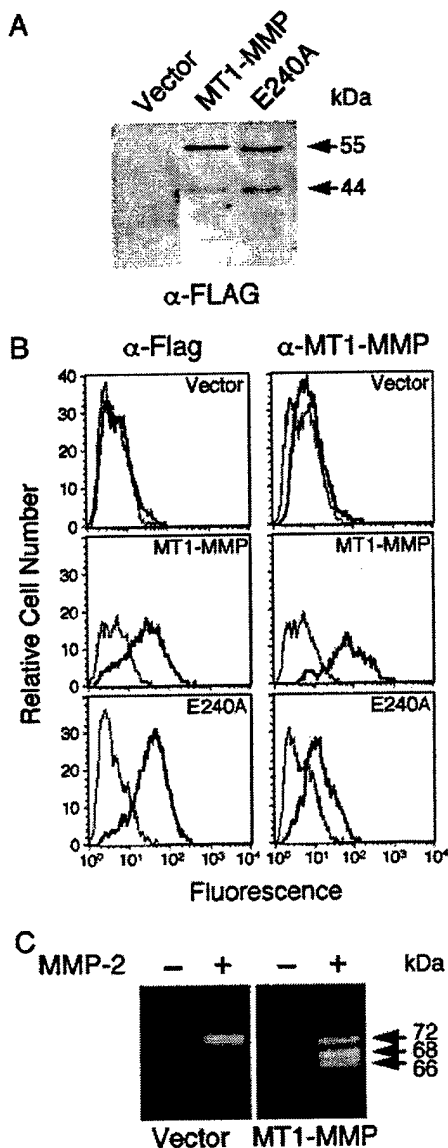 A
Vector
MT1-MMP
E240A
kDa
55
44
α-FLAG
B
α-Flag
α-MT1-MMP
40
30
20
10
0
Vector
Vector
30
20
10
0
MT1-MMP
MT1-MMP
30
20
10
0
E240A
E240A
10⁰ 10¹ 10² 10³ 10⁴
10⁰ 10¹ 10² 10³ 10⁴
Relative Cell Number
Fluorescence
C
MMP-2 – + – + kDa
72
68
66
Vector MT1-MMP